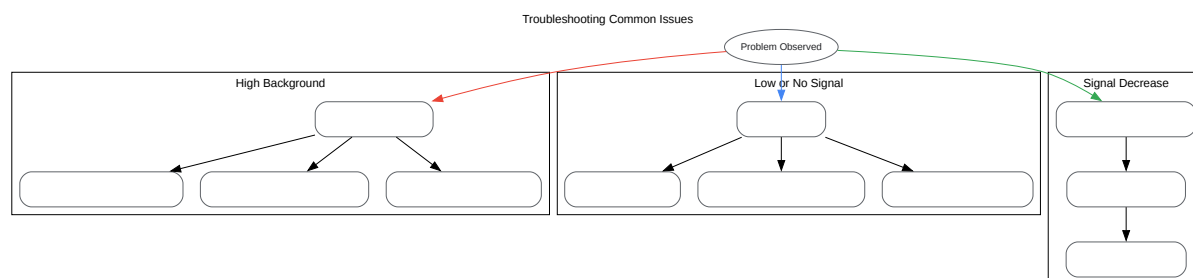 Troubleshooting Common Issues
Problem Observed
High Background
Low or No Signal
Signal Decrease